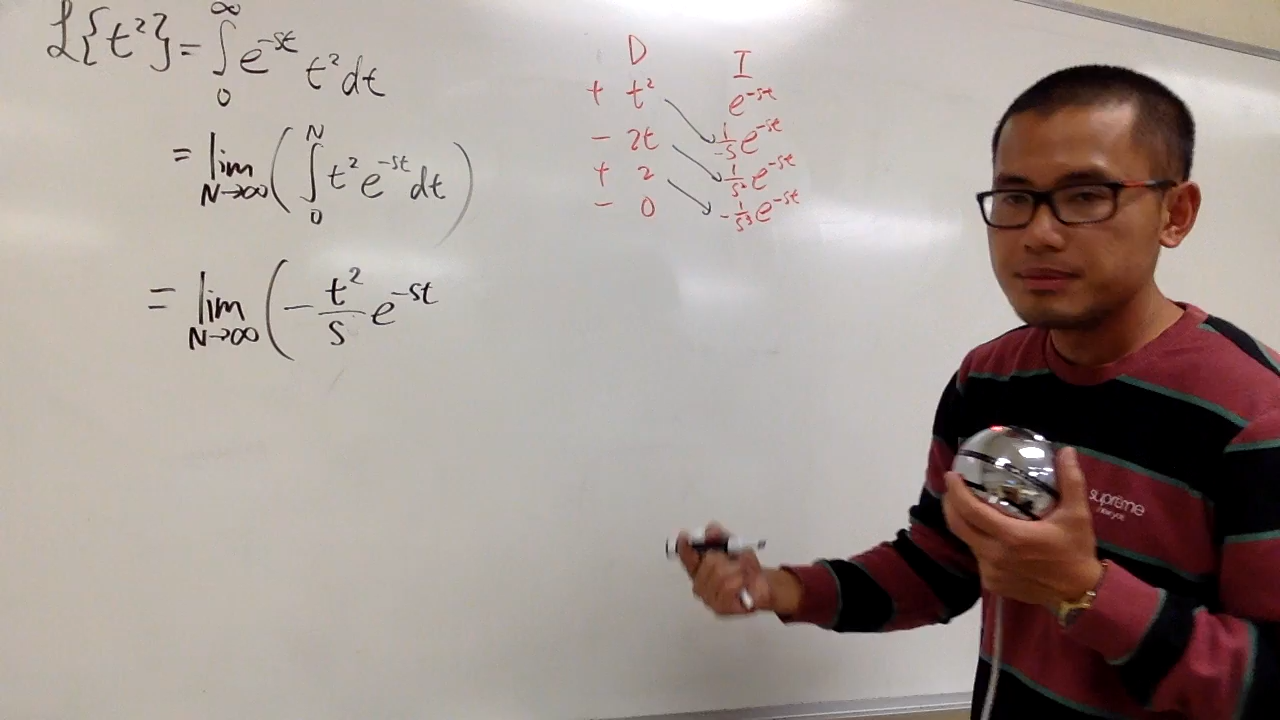 ℒ{t²} = ∫₀^∞ e^{-st} t² dt
= lim_{N→∞} ( ∫₀^N t² e^{-st} dt )
= lim_{N→∞} ( - t²/s e^{-st}
D I
+ t² e^{-st}
- 2t 1/-s e^{-st}
+ 2 1/s² e^{-st}
- 0 -1/s³ e^{-st}
supreme